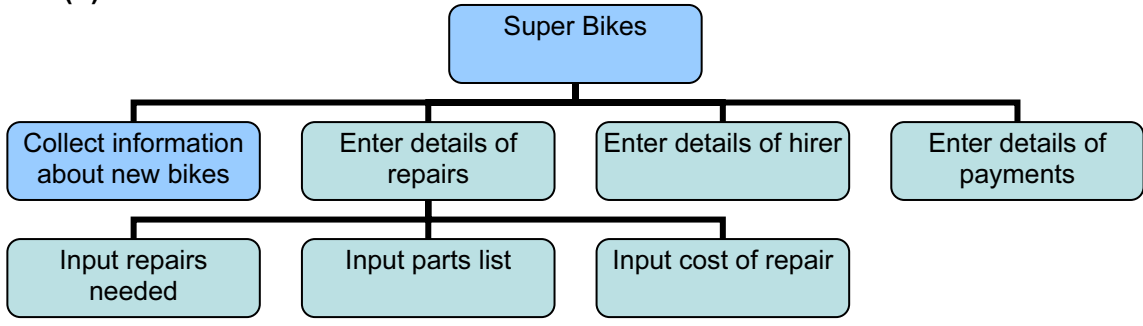 Super Bikes
Collect information
about new bikes
Enter details of
repairs
Enter details of hirer
Enter details of
payments
Input repairs
needed
Input parts list
Input cost of repair